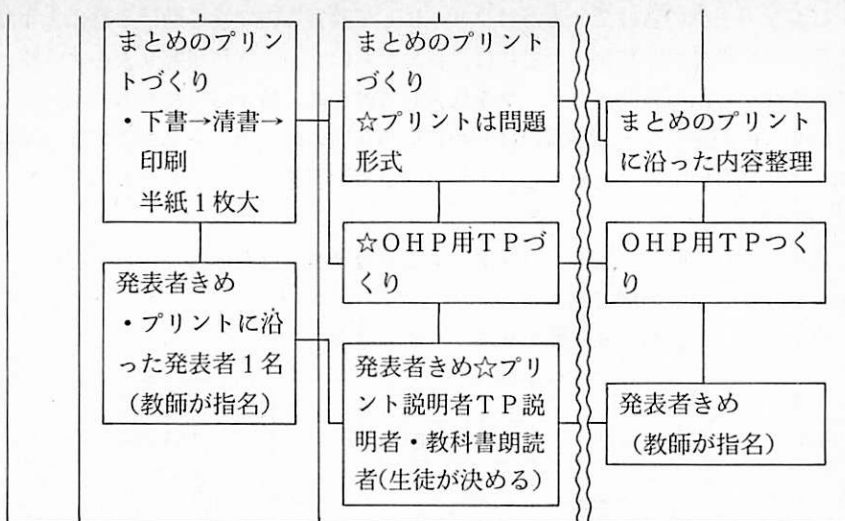 まとめのプリン
トづくり
・下書→清書→
印刷
半紙１枚大
発表者きめ
・プリントに沿
った発表者１名
（教師が指名）
まとめのプリント
づくり
☆プリントは問題
形式
☆ＯＨＰ用ＴＰづ
くり
発表者きめ☆プリ
ント説明者ＴＰ説
明者・教科書朗読
者(生徒が決める）
まとめのプリント
に沿った内容整理
ＯＨＰ用ＴＰつく
り
発表者きめ
（教師が指名）